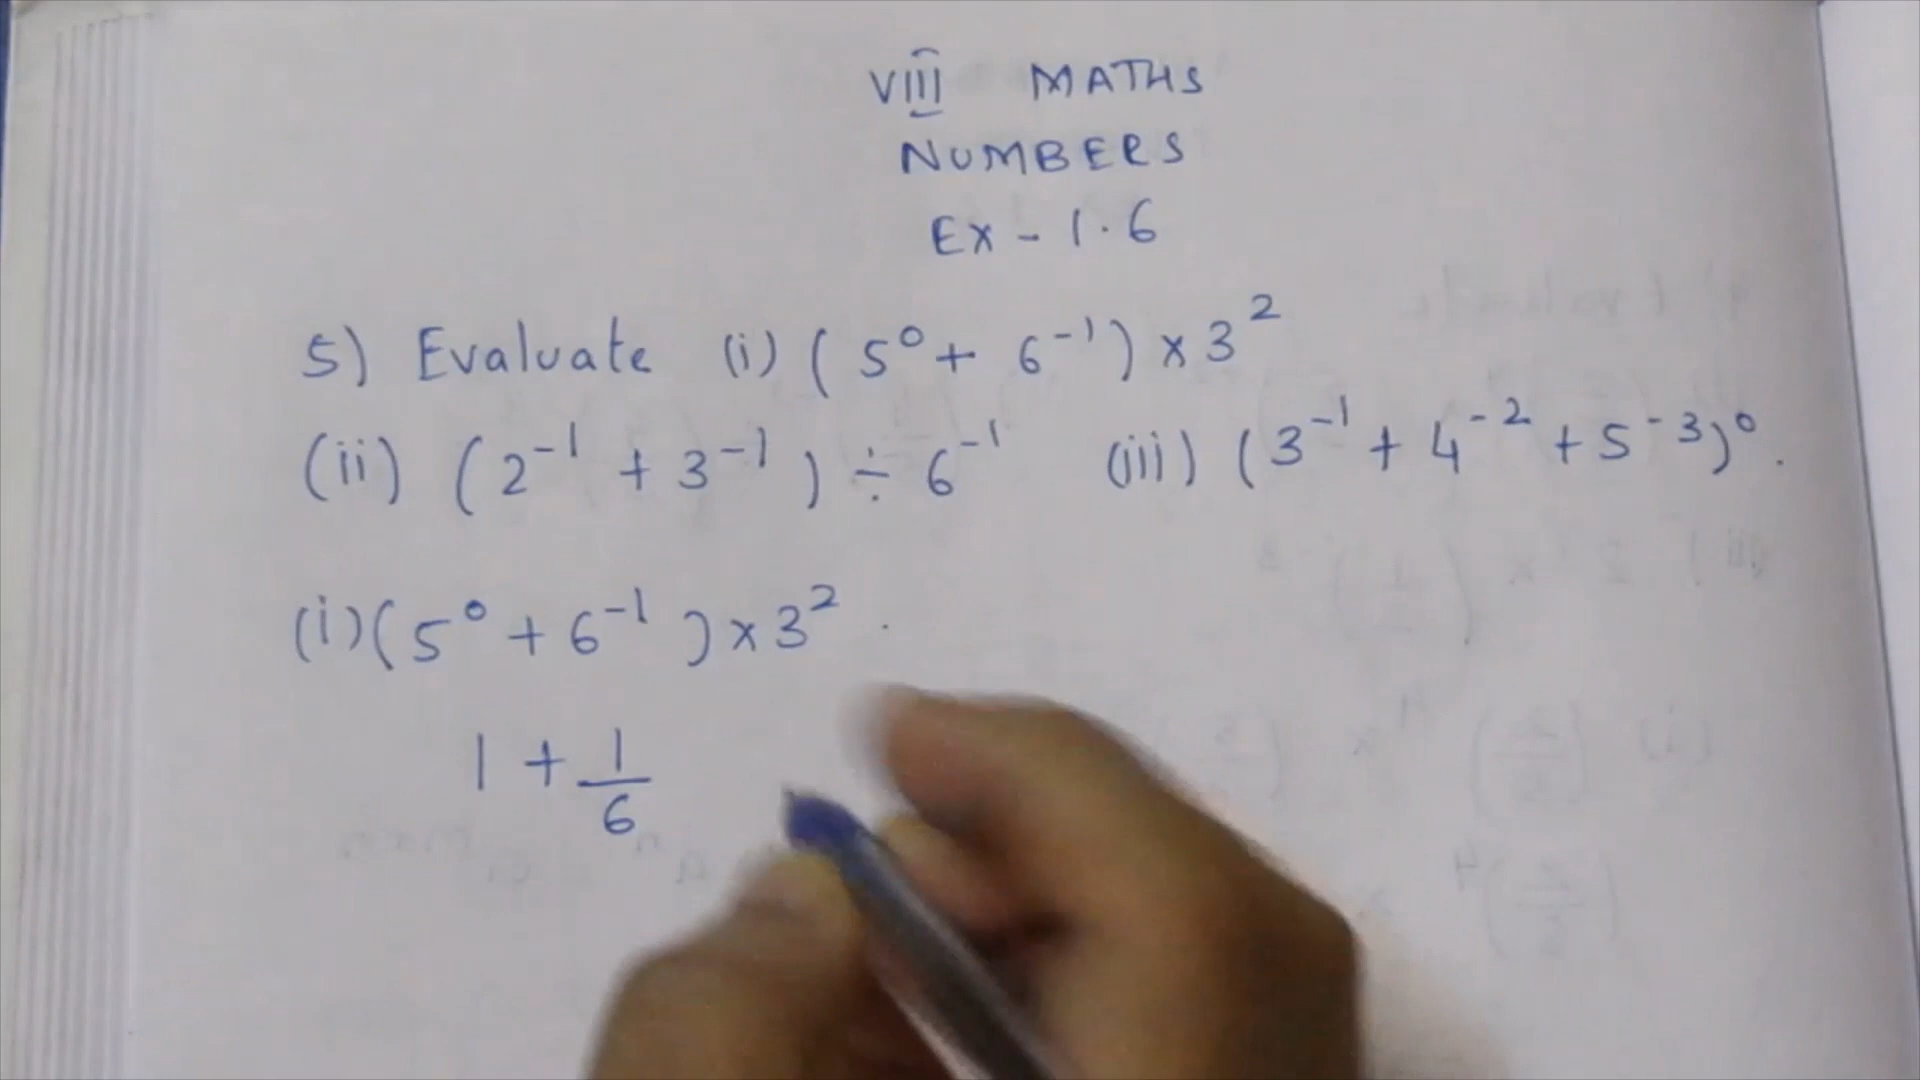 VIII MATHS
NUMBERS
Ex - 1.6
5) Evaluate (i) (5⁰ + 6⁻¹) × 3²
(ii) (2⁻¹ + 3⁻¹) ÷ 6⁻¹ (iii) (3⁻¹ + 4⁻² + 5⁻³)⁰.
(i) (5⁰ + 6⁻¹) × 3².
1 + 1/6